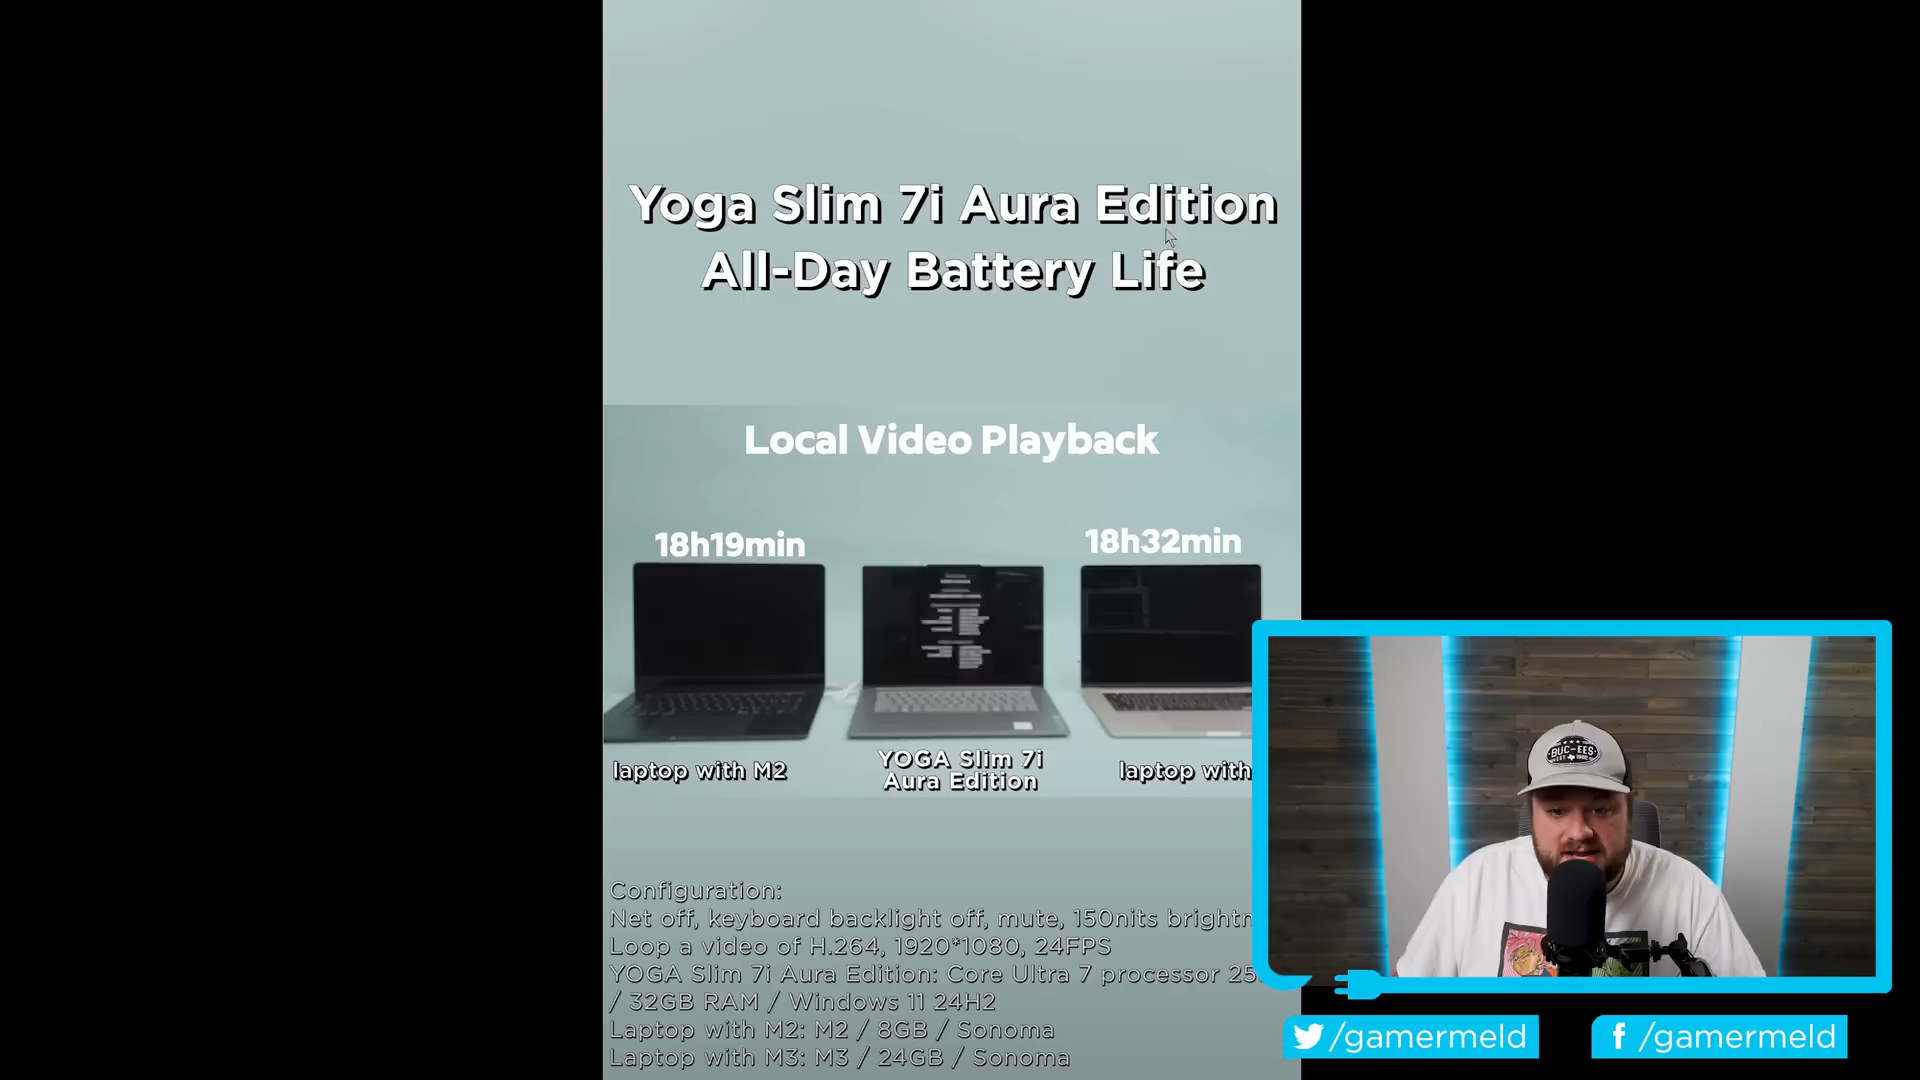 Yoga Slim 7i Aura Edition
All-Day Battery Life
Local Video Playback
18h19min
18h32min
laptop with M2
YOGA Slim 7i
Aura Edition
laptop with
Configuration:
Net off, keyboard backlight off, mute, 150nits
Loop a video of H.264, 1920*1080, 24FPS
YOGA Slim 7i Aura Edition: Core Ultra 7 processor
/ 32GB RAM / Windows 11 24H2
Laptop with M2: M2 / 8GB / Sonoma
Laptop with M3: M3 / 24GB / Sonoma
BUC-EES
/gamermeld
/gamermeld